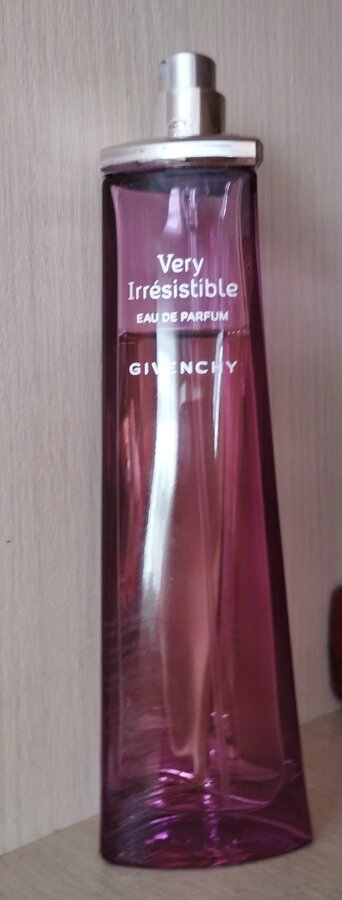 Very
Irrésistible
EAU DE PARFUM
GIVENCHY